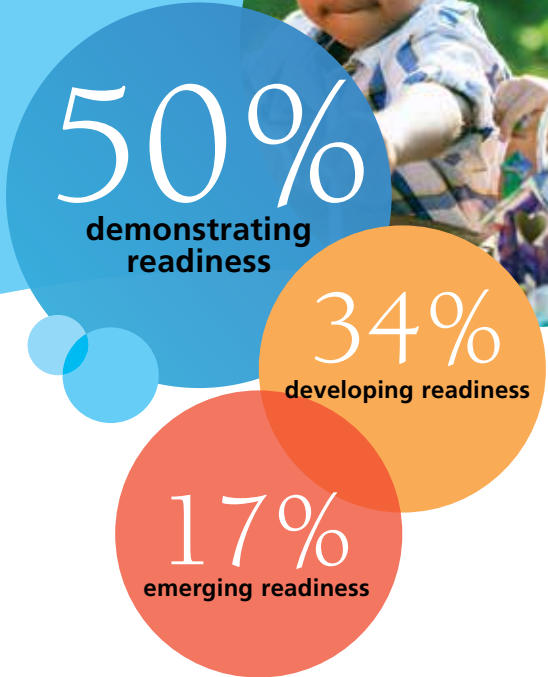 50%
demonstrating
readiness
34%
developing readiness
17%
emerging readiness